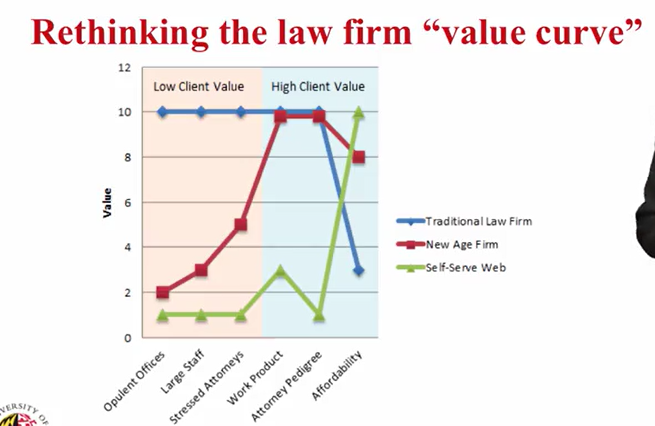 Rethinking the law firm “value curve”
12
10
8
6
4
2
0
Value
Low Client Value
High Client Value
Opulent Offices
Large Staff
Stressed Attorneys
Work Product
Attorney Pedigree
Affordability
Traditional Law Firm
New Age Firm
Self-Serve Web
VERSITY OF